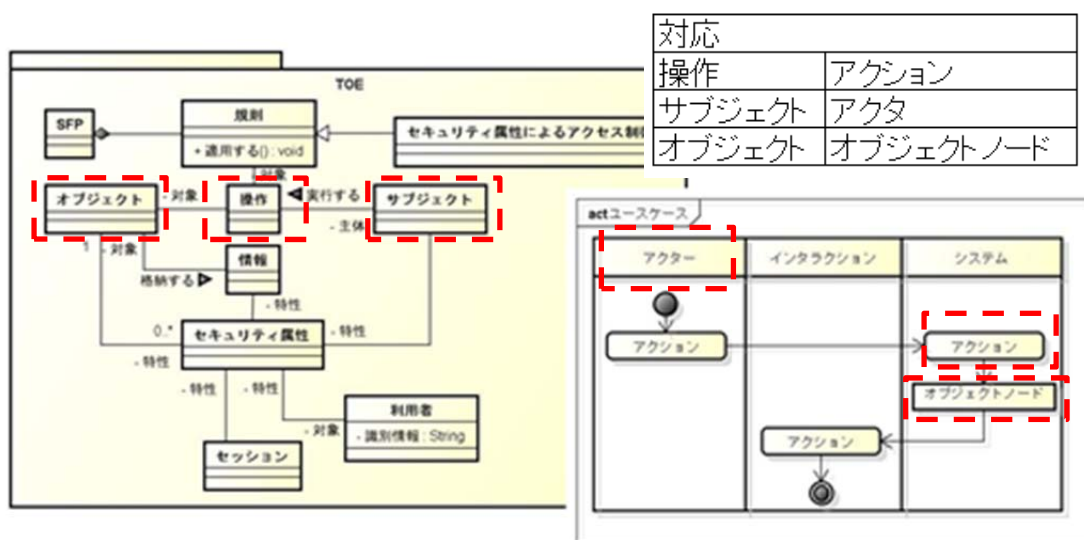 TOE
SFP
規則
+ 適用する() : void
セキュリティ属性によるアクセス制
- 対象
オブジェクト
- 対象
操作
実行する
サブジェクト
- 主体
1
- 対象
情報
格納する
- 特性
0..*
セキュリティ属性
- 特性
- 特性
- 特性
- 特性
利用者
- 識別情報 : String
- 対象
セッション
対応
操作
アクション
サブジェクト
アクタ
オブジェクト
オブジェクトノード
act ユースケース
アクター
インタラクション
システム
アクション
アクション
オブジェクトノード
アクション